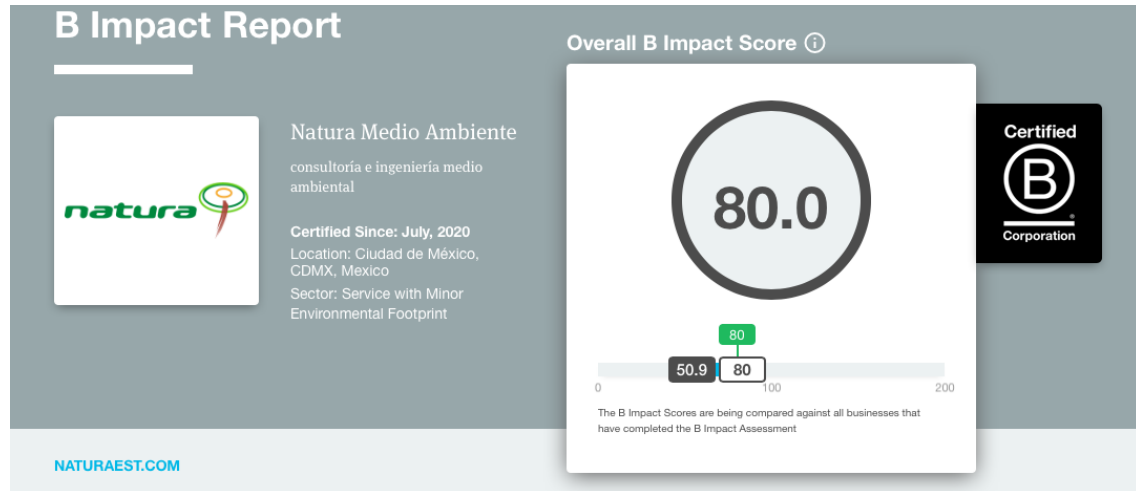 B Impact Report
natura
Natura Medio Ambiente
consultoría e ingeniería medio
ambiental
Certified Since: July, 2020
Location: Ciudad de México,
CDMX, Mexico
Sector: Service with Minor
Environmental Footprint
NATURAEST.COM
Overall B Impact Score
80.0
80
50.9
80
0
100
200
The B Impact Scores are being compared against all businesses that
have completed the B Impact Assessment
Certified
B
®
Corporation